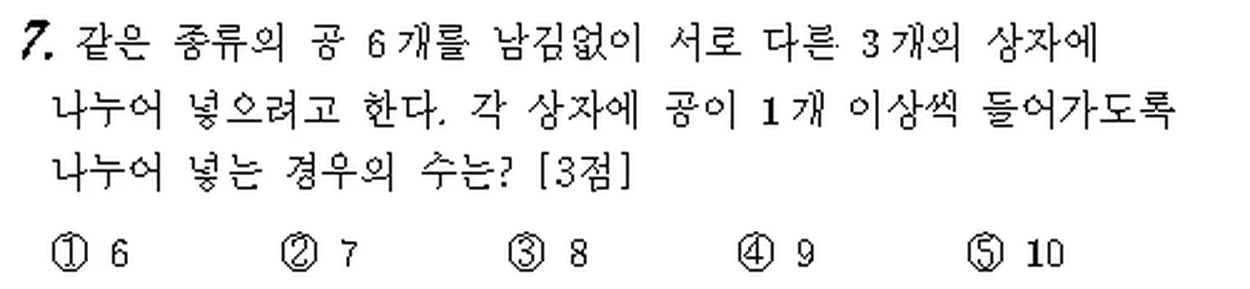 7. 같은 종류의 공 6개를 남김없이 서로 다른 3개의 상자에
나누어 넣으려고 한다. 각 상자에 공이 1개 이상씩 들어가도록
나누어 넣는 경우의 수는? [3점]
① 6 ② 7 ③ 8 ④ 9 ⑤ 10